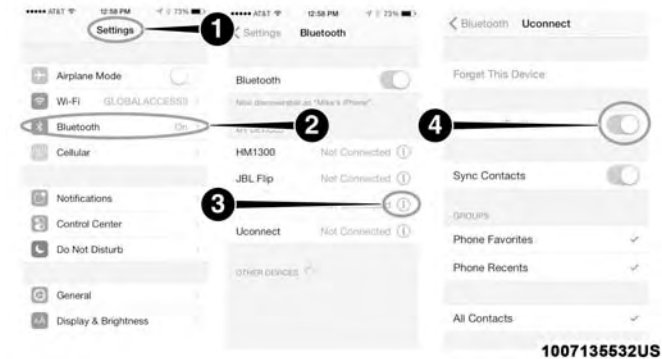 AT&T 12:58 PM 73%
Settings
1
Airplane Mode
Wi-Fi GLOBALACCESS
Bluetooth On
Cellular
Notifications
Control Center
Do Not Disturb
General
Display & Brightness
AT&T 12:58 PM 73%
Settings Bluetooth
Bluetooth
Now discoverable as "Mike's iPhone".
2
MY DEVICES
HM1300 Not Connected
JBL Flip Not Connected
3
Uconnect Not Connected
OTHER DEVICES
Bluetooth Uconnect
Forget This Device
4
Sync Contacts
GROUPS
Phone Favorites
Phone Recents
All Contacts
1007135532US